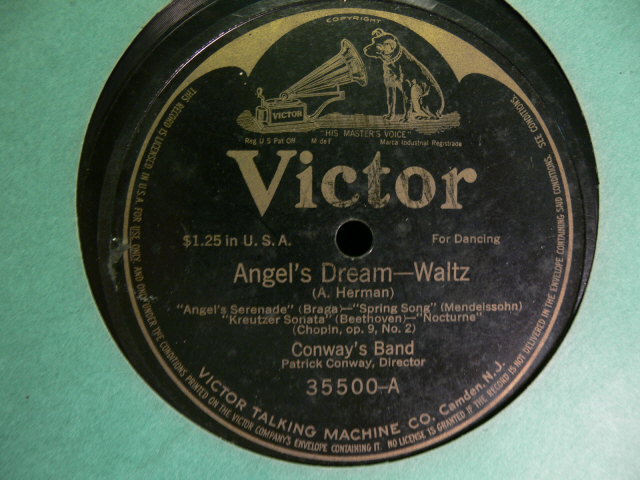 COPYRIGHT
VICTOR
"HIS MASTER'S VOICE"
Reg. U S Pat Off M de F Marca Industrial Registrada
Victor
$1.25 in U.S.A. For Dancing
Angel's Dream—Waltz
(A. Herman)
"Angel's Serenade" (Braga)—"Spring Song" (Mendelssohn)
"Kreutzer Sonata" (Beethoven)—"Nocturne"
(Chopin, op. 9, No. 2)
Conway's Band
Patrick Conway, Director
35500-A
VICTOR TALKING MACHINE CO. Camden, N.J.
THIS RECORD IS LICENSED IN U.S.A. FOR USE ONLY AND ONLY UNDER THE CONDITIONS PRINTED ON THE VICTOR COMPANY'S ENVELOPE CONTAINING IT. NO LICENSE IS GRANTED IF THE RECORD IS NOT DELIVERED IN THE ENVELOPE CONTAINING SAID CONDITIONS. SEE CONDITIONS.